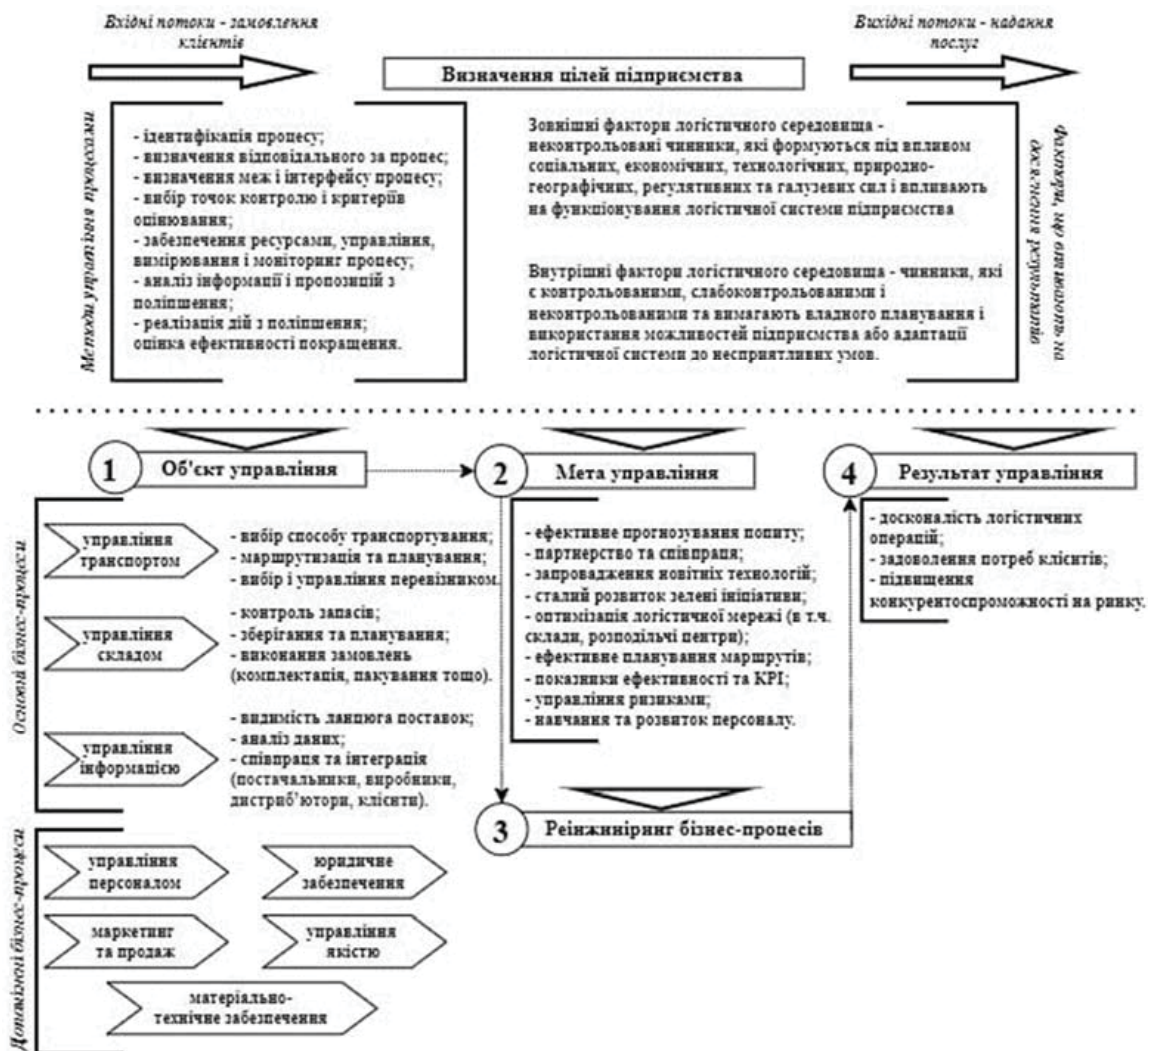 Вхідні потоки - замовлення
клієнтів
Вихідні потоки - надання
послуг
Визначення цілей підприємства
Методи управління процесами
- ідентифікація процесу;
- визначення відповідального за процес;
- визначення меж і інтерфейсу процесу;
- вибір точок контролю і критеріїв
оцінювання;
- забезпечення ресурсами, управління,
вимірювання і моніторинг процесу;
- аналіз інформації і пропозицій з
поліпшення;
- реалізація дій з поліпшення;
оцінка ефективності покращення.
Зовнішні фактори логістичного середовища -
неконтрольовані чинники, які формуються під впливом
соціальних, економічних, технологічних, природно-
географічних, регулятивних та галузевих сил і впливають
на функціонування логістичної системи підприємства
Внутрішні фактори логістичного середовища - чинники, які
є контрольованими, слабоконтрольованими і
неконтрольованими та вимагають владного планування і
використання можливостей підприємства або адаптації
логістичної системи до несприятливих умов.
Фактори, що впливають на
досягнення результатів
1
Об'єкт управління
2
Мета управління
4
Результат управління
Основні бізнес-процеси
управління
транспортом
- вибір способу транспортування;
- маршрутизація та планування;
- вибір і управління перевізником.
управління
складом
- контроль запасів;
- зберігання та планування;
- виконання замовлень
(комплектація, пакування тощо).
управління
інформацією
- видимість ланцюга поставок;
- аналіз даних;
- співпраця та інтеграція
(постачальники, виробники,
дистриб'ютори, клієнти).
- ефективне прогнозування попиту;
- партнерство та співпраця;
- запровадження новітніх технологій;
- сталий розвиток зелені ініціативи;
- оптимізація логістичної мережі (в т.ч.
склади, розподільчі центри);
- ефективне планування маршрутів;
- показники ефективності та KPI;
- управління ризиками;
- навчання та розвиток персоналу.
- досконалість логістичних
операцій;
- задоволення потреб клієнтів;
- підвищення
конкурентоспроможності на ринку.
3
Реінжиніринг бізнес-процесів
Допоміжні бізнес-процеси
управління
персоналом
юридичне
забезпечення
маркетинг
та продаж
управління
якістю
матеріально-
технічне забезпечення